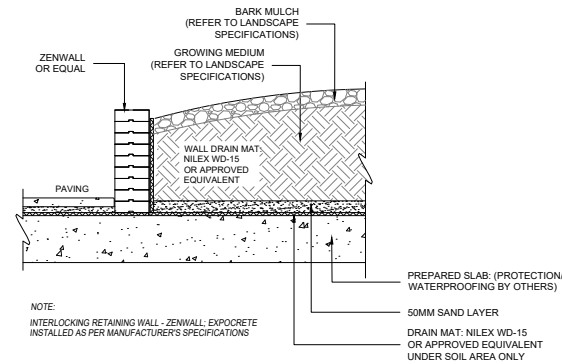 BARK MULCH
(REFER TO LANDSCAPE
SPECIFICATIONS)
GROWING MEDIUM
(REFER TO LANDSCAPE
SPECIFICATIONS)
ZENWALL
OR EQUAL
WALL DRAIN MAT:
NILEX WD-15
OR APPROVED
EQUIVALENT
PAVING
PREPARED SLAB: (PROTECTION/
WATERPROOFING BY OTHERS)
50MM SAND LAYER
DRAIN MAT: NILEX WD-15
OR APPROVED EQUIVALENT
UNDER SOIL AREA ONLY
NOTE:
INTERLOCKING RETAINING WALL - ZENWALL; EXPOCRETE
INSTALLED AS PER MANUFACTURER'S SPECIFICATIONS